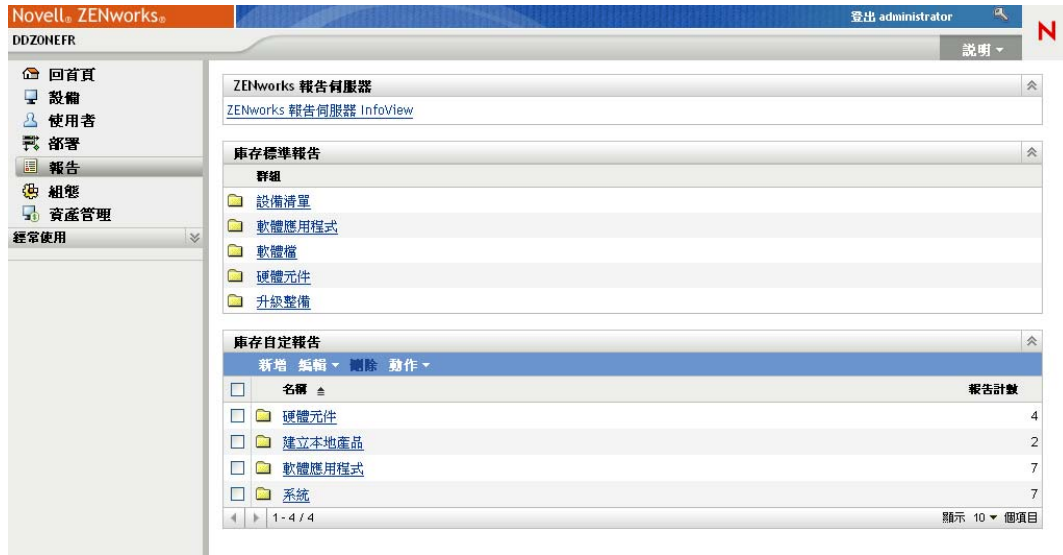 Novell® ZENworks®
登出 administrator
DDZONEFR
N
說明
回首頁
設備
使用者
部署
報告
組態
資產管理
經常使用
ZENworks 報告伺服器
ZENworks 報告伺服器 InfoView
庫存標準報告
群組
設備清單
軟體應用程式
軟體檔
硬體元件
升級整備
庫存自定報告
新增 編輯 刪除 動作
名稱 報告計數
硬體元件 4
建立本地產品 2
軟體應用程式 7
系統 7
1 - 4 / 4 顯示 10 個項目